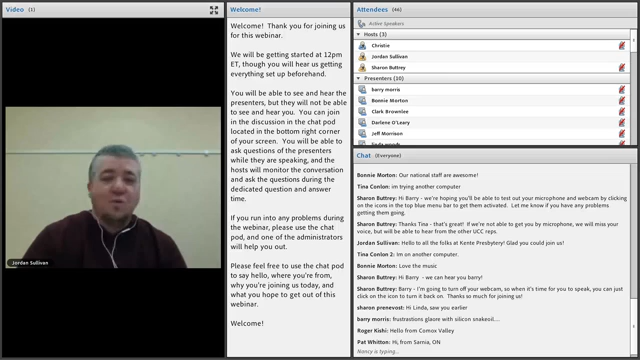 Video (1)
Jordan Sullivan
Welcome!
Welcome! Thank you for joining us
for this webinar.
We will be getting started at 12pm
ET, though you will hear us getting
everything set up beforehand.
You will be able to see and hear the
presenters, but they will not be able
to see and hear you. You can join
in the discussion in the chat pod
located in the bottom right corner
of your screen. You will be able to
ask questions of the presenters
while they are speaking, and the
hosts will monitor the conversation
and ask the questions during the
dedicated question and answer
time.
If you run into any problems during
the webinar, please use the chat
pod, and one of the administrators
will help you out.
Please feel free to use the chat pod
to say hello, where you're from,
why you're joining us today, and
what you hope to get out of this
webinar.
Welcome!
Attendees (46)
Active Speakers
Hosts (3)
Christie
Jordan Sullivan
Sharon Buttrey
Presenters (10)
barry morris
Bonnie Morton
Clark Brownlee
Darlene O'Leary
Jeff Morrison
Chat (Everyone)
Bonnie Morton: Our national staff are awesome!
Tina Conlon: im trying another computer
Sharon Buttrey: Hi Barry - we're hoping you'll be able to test out your microphone and webcam by clicking
on the icons in the top blue menu bar to get them activated. Let me know if you have any problems
getting them going.
Sharon Buttrey: Thanks Tina - that's great! If we're not able to get you by microphone, we will miss your
voice, but will be able to hear from the other UCC reps.
Jordan Sullivan: Hello to all the folks at Kente Presbytery! Glad you could join us!
Tina Conlon 2: Im on another computer.
Bonnie Morton: Love the music
Sharon Buttrey: Hi Barry - we can hear you barry!
Sharon Buttrey: Barry - I'm going to turn off your webcam, so when it's time for you to speak, you can just
click on the icon to turn it back on. Thanks so much for joining us!
sharon prenevost: Hi Linda, saw you earlier
barry morris: frustrastions glaore with silicon snakeoil....
Roger Kishi: Hello from Comox Valley
Pat Whitton: Hi, from Sarnia, ON
Nancy is typing...